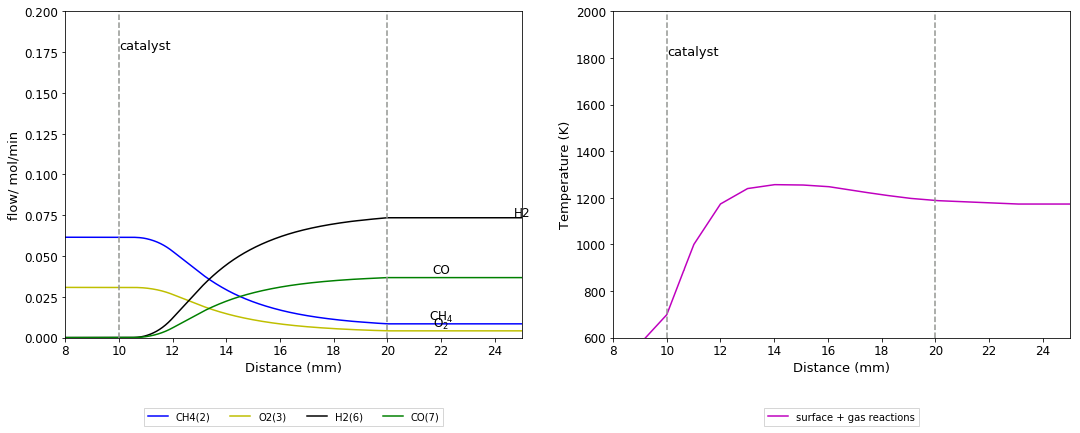 0.200
0.175
0.150
0.125
0.100
0.075
0.050
0.025
0.000
flow/ mol/min
catalyst
H2
CO
CH4
O2
8 10 12 14 16 18 20 22 24
Distance (mm)
CH4(2) O2(3) H2(6) CO(7)
2000
1800
1600
1400
1200
1000
800
600
Temperature (K)
catalyst
8 10 12 14 16 18 20 22 24
Distance (mm)
surface + gas reactions